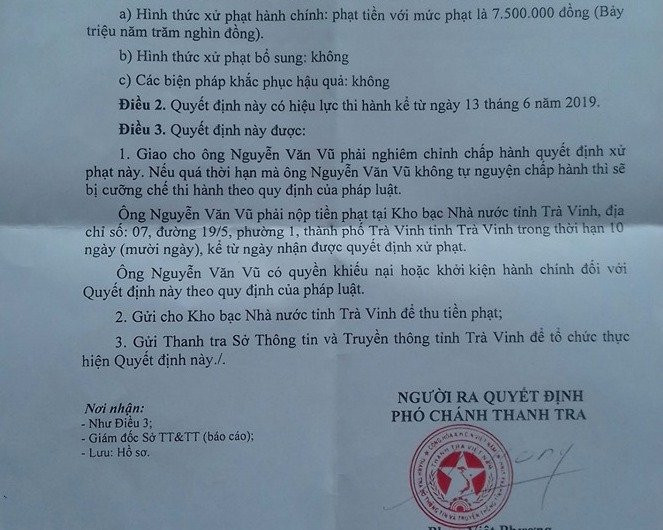 a) Hình thức xử phạt hành chính: phạt tiền với mức phạt là 7.500.000 đồng (Bảy
triệu năm trăm nghìn đồng).
b) Hình thức xử phạt bổ sung: không
c) Các biện pháp khắc phục hậu quả: không
Điều 2. Quyết định này có hiệu lực thi hành kể từ ngày 13 tháng 6 năm 2019.
Điều 3. Quyết định này được:
1. Giao cho ông Nguyễn Văn Vũ phải nghiêm chỉnh chấp hành quyết định xử
phạt này. Nếu quá thời hạn mà ông Nguyễn Văn Vũ không tự nguyện chấp hành thì sẽ
bị cưỡng chế thi hành theo quy định của pháp luật.
Ông Nguyễn Văn Vũ phải nộp tiền phạt tại Kho bạc Nhà nước tỉnh Trà Vinh, địa
chỉ số: 07, đường 19/5, phường 1, thành phố Trà Vinh tỉnh Trà Vinh trong thời hạn 10
ngày (mười ngày), kể từ ngày nhận được quyết định xử phạt.
Ông Nguyễn Văn Vũ có quyền khiếu nại hoặc khởi kiện hành chính đối với
Quyết định này theo quy định của pháp luật.
2. Gửi cho Kho bạc Nhà nước tỉnh Trà Vinh để thu tiền phạt;
3. Gửi Thanh tra Sở Thông tin và Truyền thông tỉnh Trà Vinh để tổ chức thực
hiện Quyết định này./.
Nơi nhận:
- Như Điều 3;
- Giám đốc Sở TT&TT (báo cáo);
- Lưu: Hồ sơ.
NGƯỜI RA QUYẾT ĐỊNH
PHÓ CHÁNH THANH TRA
THANH TRA VIỆT NAM